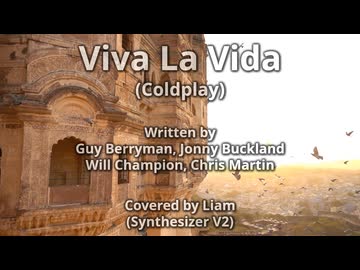 Viva La Vida
(Coldplay)
Written by
Guy Berryman, Jonny Buckland
Will Champion, Chris Martin
Covered by Liam
(Synthesizer V2)